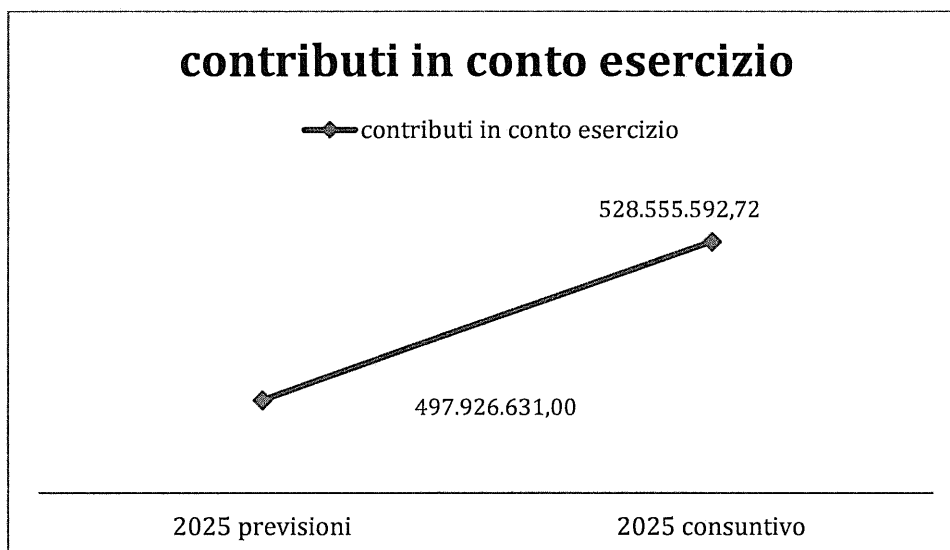 contributi in conto esercizio
contributi in conto esercizio
528.555.592,72
497.926.631,00
2025 previsioni
2025 consuntivo